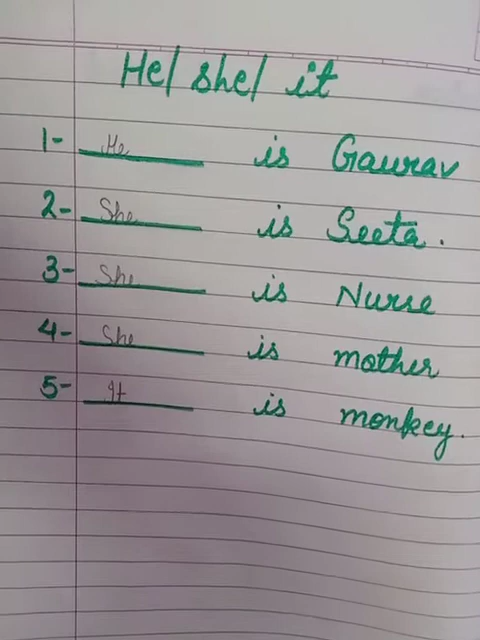 He/ she/ it
1- He is Gaurav
2- She is Seeta.
3- She is Nurse
4- She is mother
5- It is monkey.